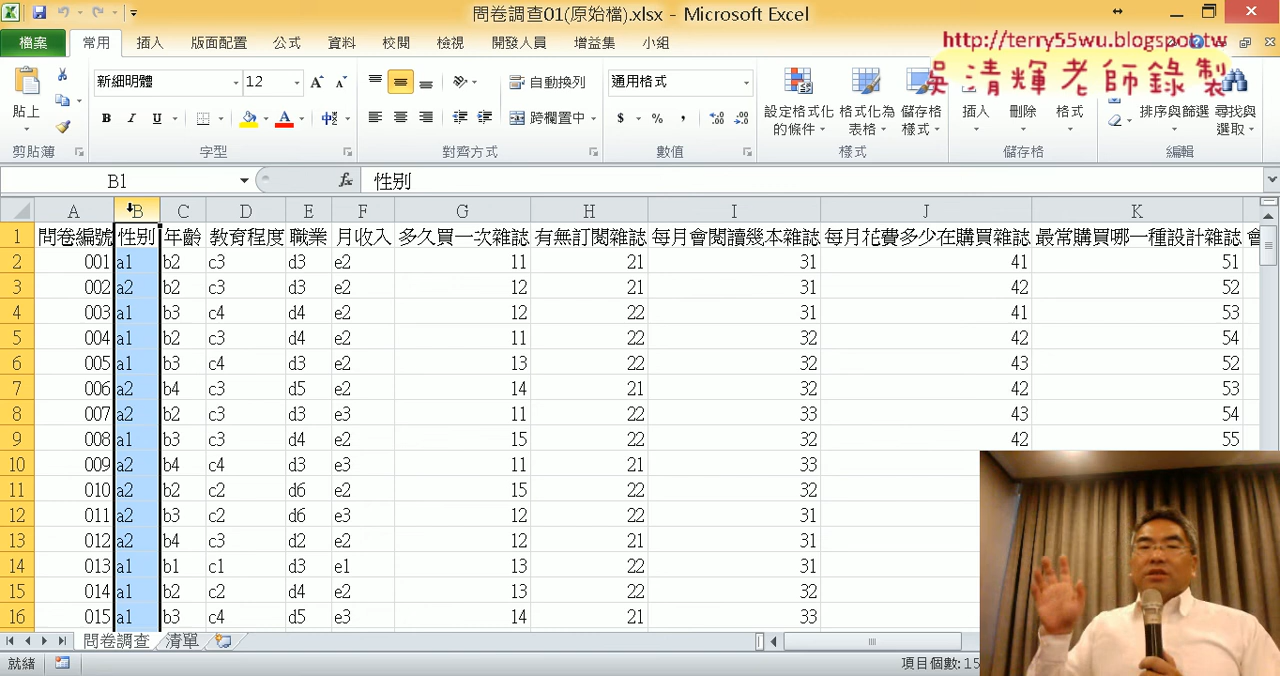 問卷調查01(原始檔).xlsx - Microsoft Excel
檔案 常用 插入 版面配置 公式 資料 校閱 檢視 開發人員 增益集 小組
http://terry55wu.blogspot.tw
吳清輝老師錄製
新細明體 12 自動換列 通用格式
貼上 B I U A 跨欄置中 $ % , 設定格式化的條件 格式化為表格 儲存格樣式 插入 刪除 格式 排序與篩選 尋找與選取
剪貼簿 字型 對齊方式 數值 樣式 儲存格 編輯
B1 fx 性別
A B C D E F G H I J K
1 問卷編號 性別 年齡 教育程度 職業 月收入 多久買一次雜誌 有無訂閱雜誌 每月會閱讀幾本雜誌 每月花費多少在購買雜誌 最常購買哪一種設計雜誌 會
2 001 a1 b2 c3 d3 e2 11 21 31 41 51
3 002 a2 b2 c3 d3 e2 12 21 31 42 52
4 003 a1 b3 c4 d4 e2 12 22 31 41 53
5 004 a1 b2 c3 d4 e2 11 22 32 42 54
6 005 a1 b3 c4 d3 e2 13 22 32 43 52
7 006 a2 b4 c3 d5 e2 14 21 32 42 53
8 007 a2 b2 c3 d3 e3 11 22 33 43 54
9 008 a1 b3 c3 d4 e2 15 22 32 42 55
10 009 a2 b4 c4 d3 e3 11 21 33
11 010 a2 b2 c2 d6 e2 15 22 32
12 011 a2 b3 c2 d6 e3 12 22 31
13 012 a2 b4 c3 d2 e2 12 21 31
14 013 a1 b1 c1 d3 e1 13 22 31
15 014 a1 b2 c2 d4 e2 13 22 32
16 015 a1 b3 c4 d5 e3 14 21 33
問卷調查 清單
就緒 項目個數: 15